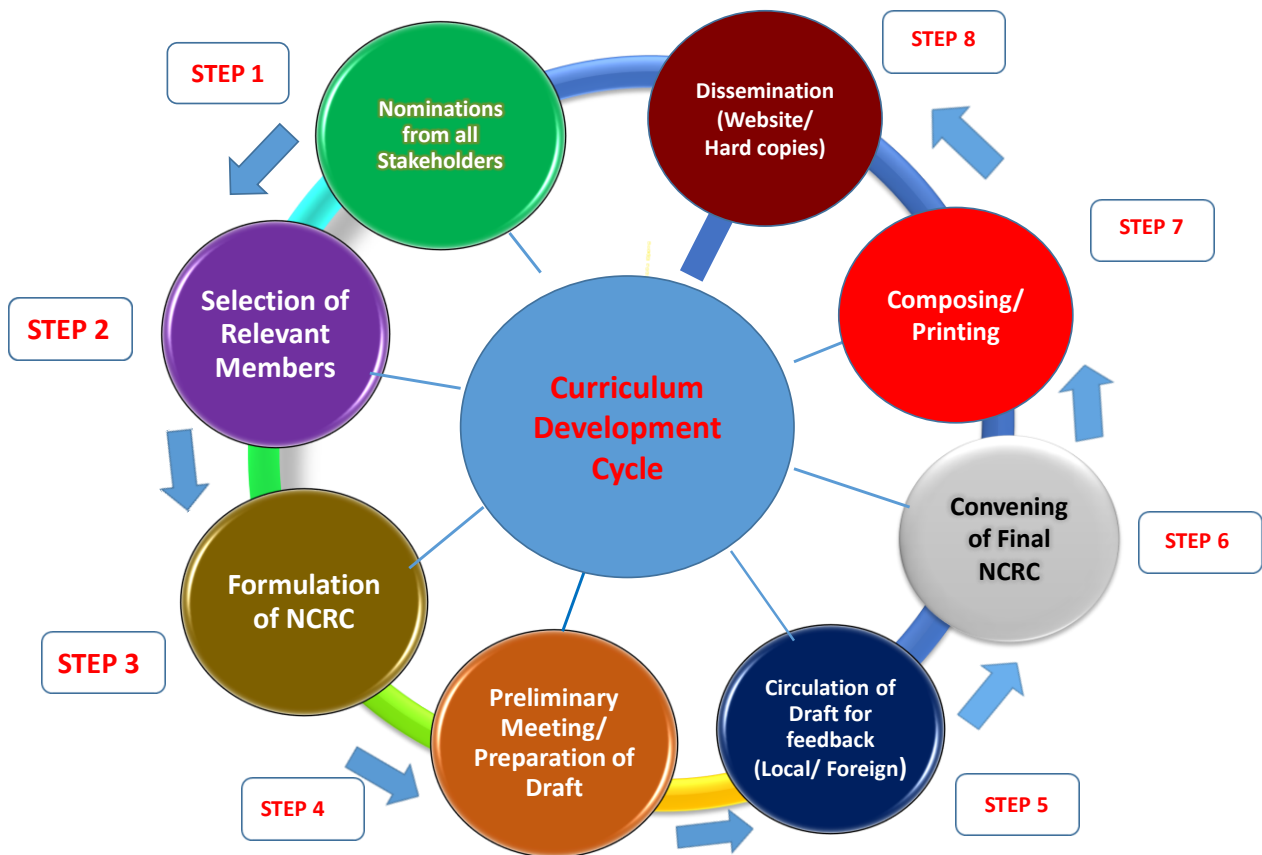 STEP 1
Nominations
from all
Stakeholders
STEP 2
Selection of
Relevant
Members
STEP 3
Formulation
of NCRC
STEP 4
Preliminary
Meeting/
Preparation of
Draft
STEP 5
Circulation of
Draft for
feedback
(Local/ Foreign)
STEP 6
Convening
of Final
NCRC
STEP 7
Composing/
Printing
STEP 8
Dissemination
(Website/
Hard copies)
Curriculum
Development
Cycle